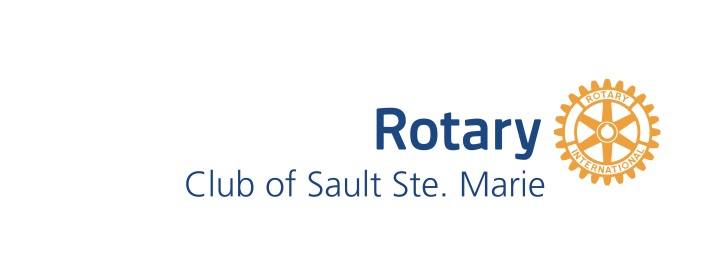 Rotary
Club of Sault Ste. Marie
ROTARY
INTERNATIONAL